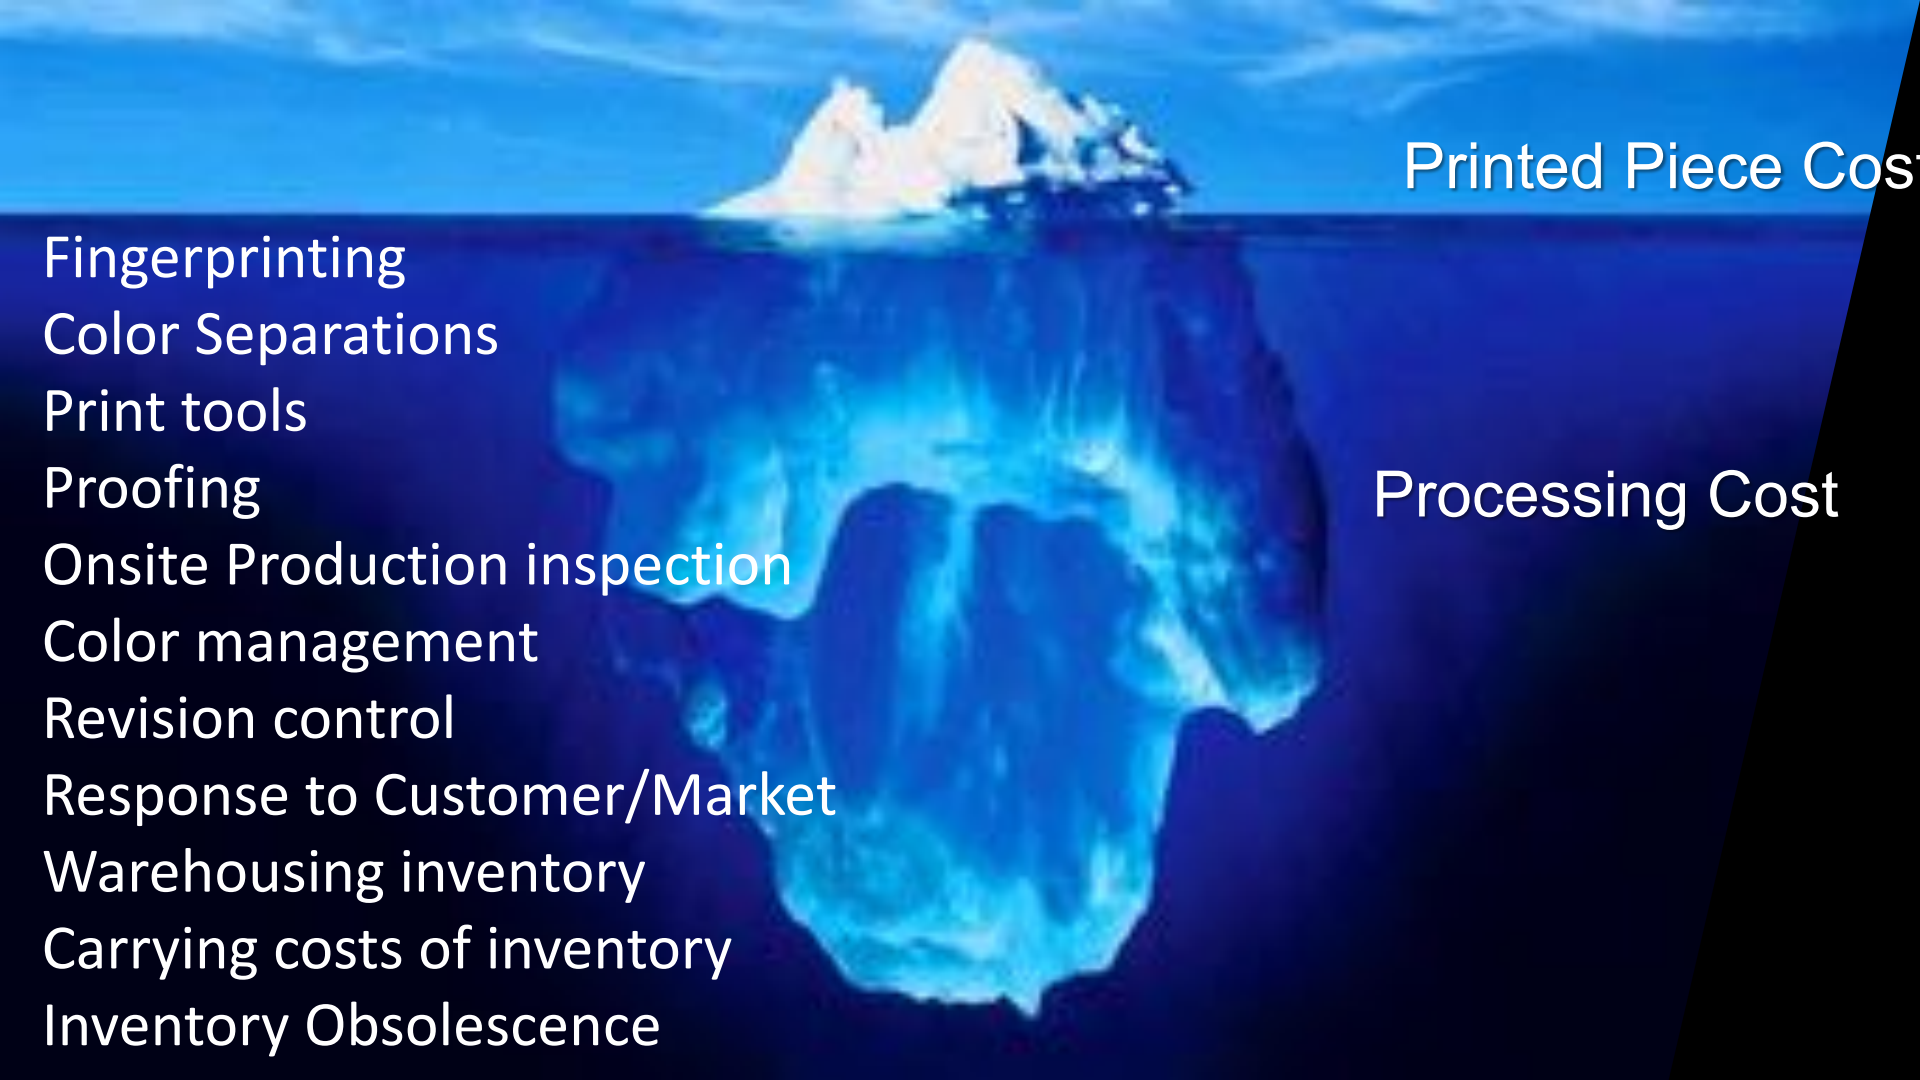 Printed Piece Cost
Fingerprinting
Color Separations
Print tools
Proofing
Processing Cost
Onsite Production inspection
Color management
Revision control
Response to Customer/Market
Warehousing inventory
Carrying costs of inventory
Inventory Obsolescence